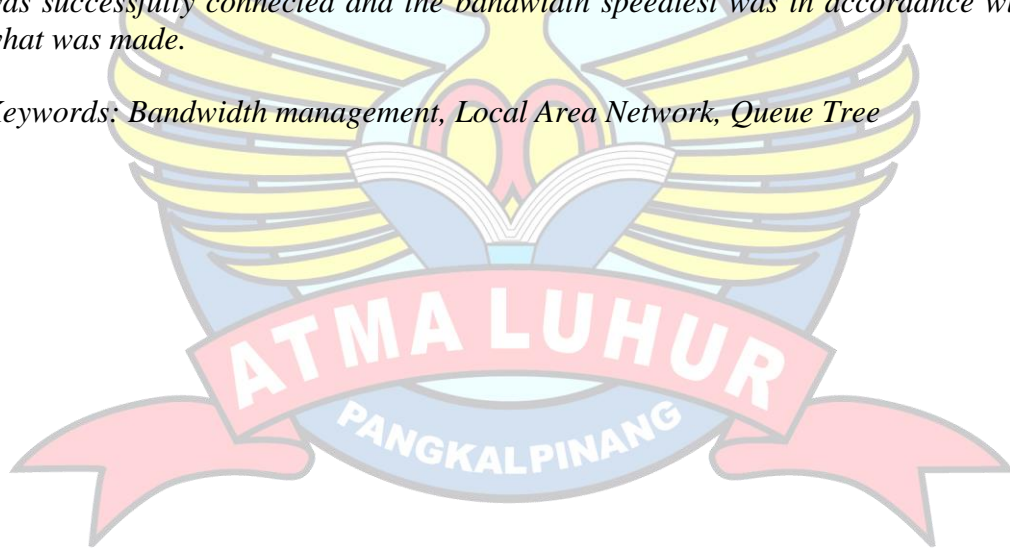 was successfully connected and the bandwidth speedtest was in accordance
what was made.
Keywords: Bandwidth management, Local Area Network, Queue Tree
ATMA LUHUR
PANGKALPINANG